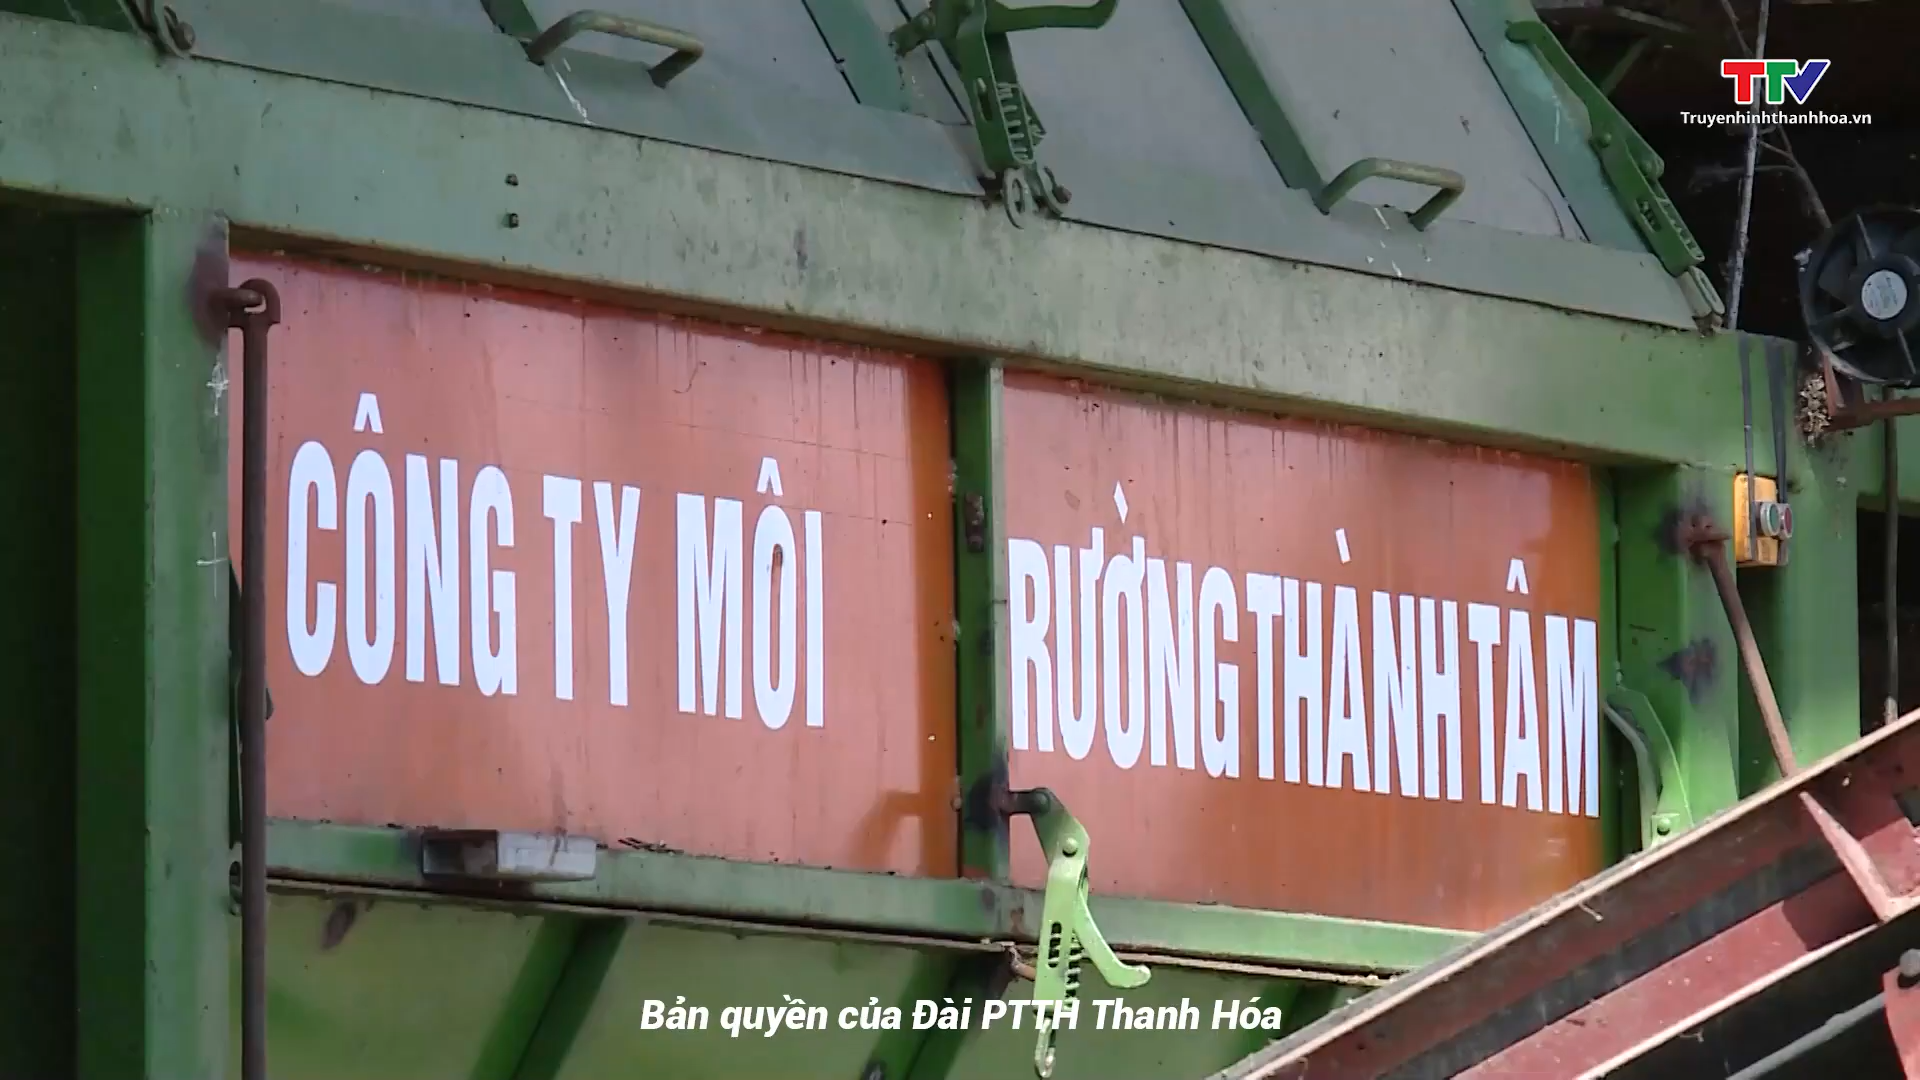 TTV
Truyenhinhthanhhoa.vn
CÔNG TY MÔI RƯỜNG THÀNH TÂM
Bản quyền của Đài PTTH Thanh Hóa